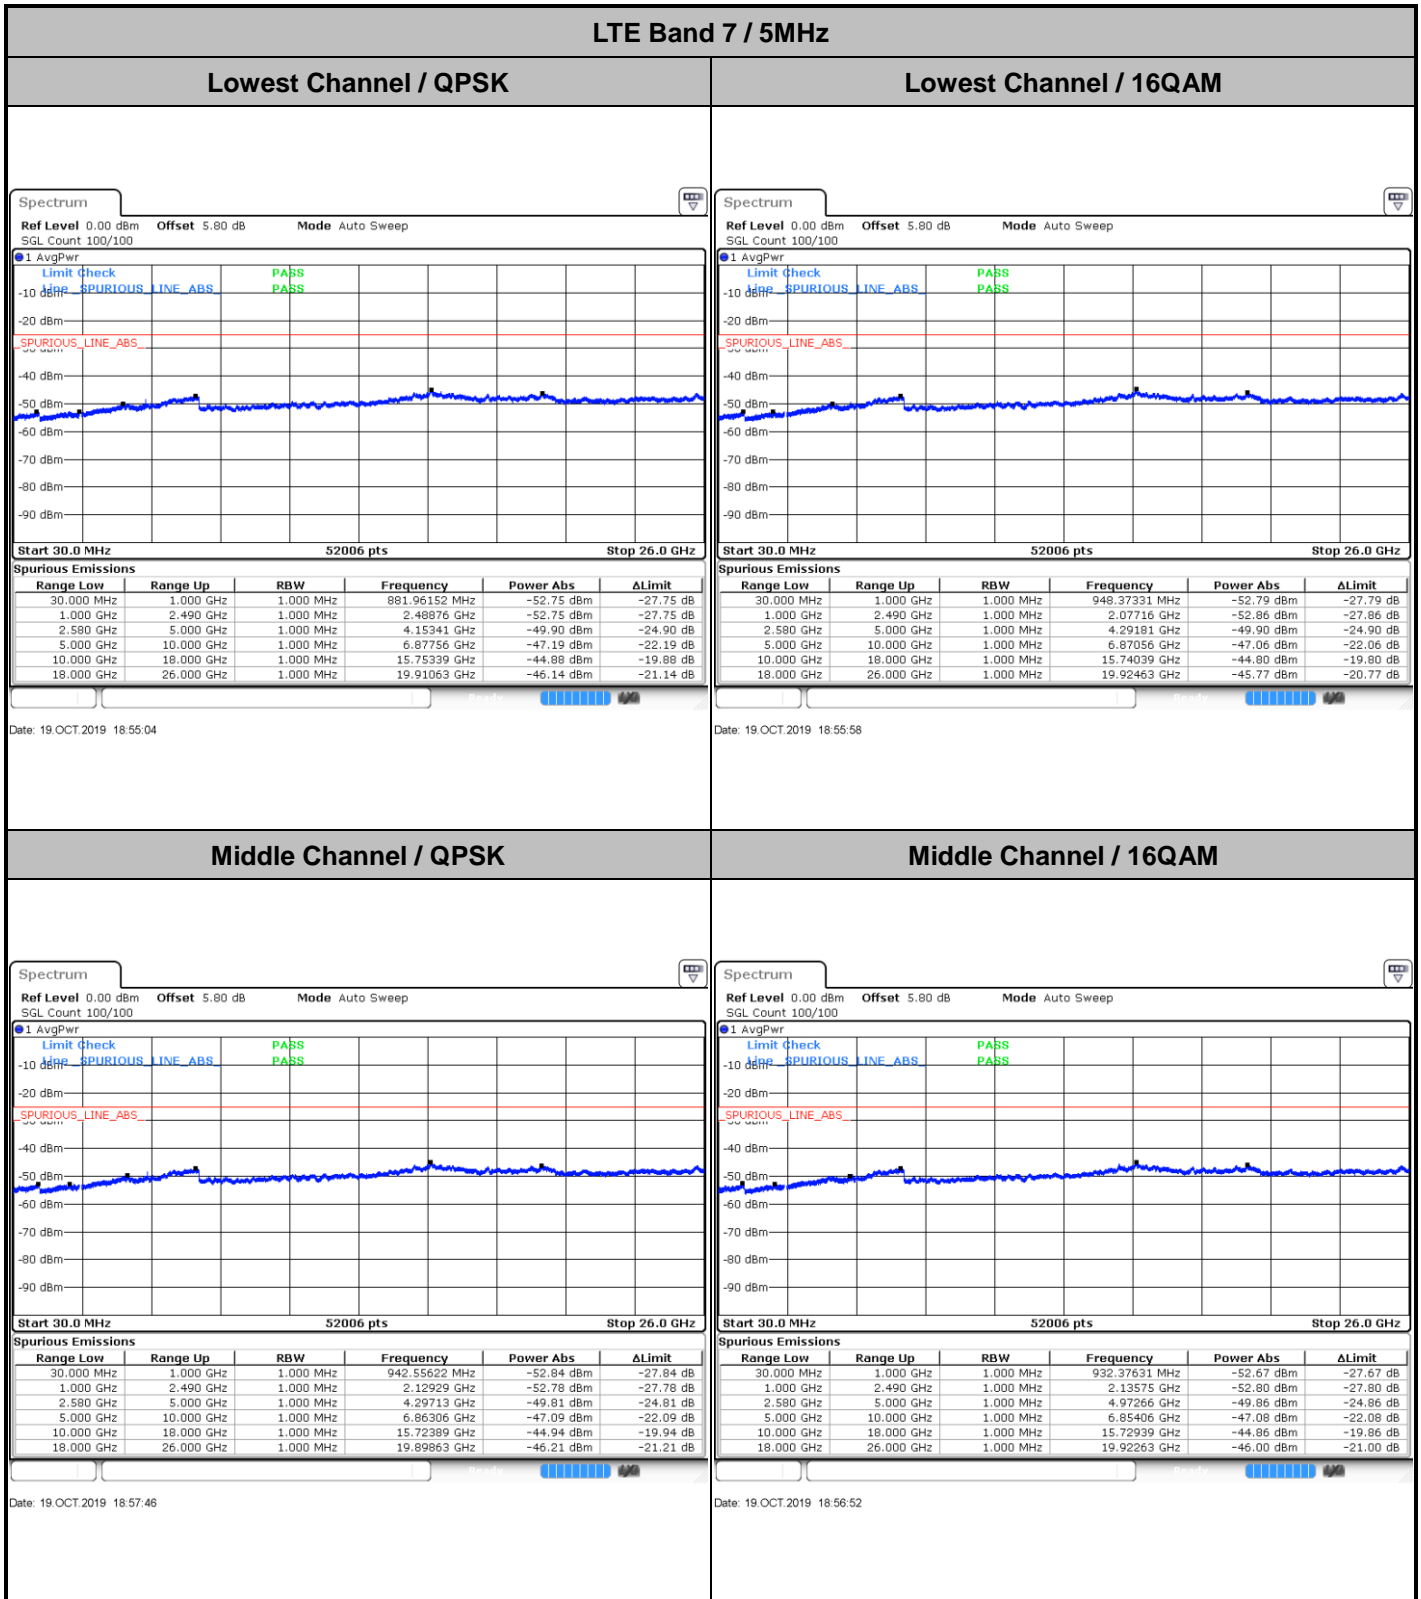 LTE Band 7 / 5MHz
Lowest Channel / QPSK
Lowest Channel / 16QAM
Spectrum
Ref Level 0.00 dBm Offset 5.80 dB Mode Auto Sweep
SGL Count 100/100
1 AvgPwr
Limit Check PASS
Line _SPURIOUS_LINE_ABS_ PASS
-10 dBm
-20 dBm
_SPURIOUS_LINE_ABS_
-40 dBm
-50 dBm
-60 dBm
-70 dBm
-80 dBm
-90 dBm
Start 30.0 MHz 52006 pts Stop 26.0 GHz
Spurious Emissions
Range Low Range Up RBW Frequency Power Abs ΔLimit
30.000 MHz 1.000 GHz 1.000 MHz 881.96152 MHz -52.75 dBm -27.75 dB
1.000 GHz 2.490 GHz 1.000 MHz 2.48876 GHz -52.75 dBm -27.75 dB
2.580 GHz 5.000 GHz 1.000 MHz 4.15341 GHz -49.90 dBm -24.90 dB
5.000 GHz 10.000 GHz 1.000 MHz 6.87756 GHz -47.19 dBm -22.19 dB
10.000 GHz 18.000 GHz 1.000 MHz 15.75339 GHz -44.88 dBm -19.88 dB
18.000 GHz 26.000 GHz 1.000 MHz 19.91063 GHz -46.14 dBm -21.14 dB
Date: 19.OCT.2019 18:55:04
Spectrum
Ref Level 0.00 dBm Offset 5.80 dB Mode Auto Sweep
SGL Count 100/100
1 AvgPwr
Limit Check PASS
Line _SPURIOUS_LINE_ABS_ PASS
-10 dBm
-20 dBm
_SPURIOUS_LINE_ABS_
-40 dBm
-50 dBm
-60 dBm
-70 dBm
-80 dBm
-90 dBm
Start 30.0 MHz 52006 pts Stop 26.0 GHz
Spurious Emissions
Range Low Range Up RBW Frequency Power Abs ΔLimit
30.000 MHz 1.000 GHz 1.000 MHz 948.37331 MHz -52.79 dBm -27.79 dB
1.000 GHz 2.490 GHz 1.000 MHz 2.07716 GHz -52.86 dBm -27.86 dB
2.580 GHz 5.000 GHz 1.000 MHz 4.29181 GHz -49.90 dBm -24.90 dB
5.000 GHz 10.000 GHz 1.000 MHz 6.87056 GHz -47.06 dBm -22.06 dB
10.000 GHz 18.000 GHz 1.000 MHz 15.74039 GHz -44.80 dBm -19.80 dB
18.000 GHz 26.000 GHz 1.000 MHz 19.92463 GHz -45.77 dBm -20.77 dB
Date: 19.OCT.2019 18:55:58
Middle Channel / QPSK
Middle Channel / 16QAM
Spectrum
Ref Level 0.00 dBm Offset 5.80 dB Mode Auto Sweep
SGL Count 100/100
1 AvgPwr
Limit Check PASS
Line _SPURIOUS_LINE_ABS_ PASS
-10 dBm
-20 dBm
_SPURIOUS_LINE_ABS_
-40 dBm
-50 dBm
-60 dBm
-70 dBm
-80 dBm
-90 dBm
Start 30.0 MHz 52006 pts Stop 26.0 GHz
Spurious Emissions
Range Low Range Up RBW Frequency Power Abs ΔLimit
30.000 MHz 1.000 GHz 1.000 MHz 942.55622 MHz -52.84 dBm -27.84 dB
1.000 GHz 2.490 GHz 1.000 MHz 2.12929 GHz -52.78 dBm -27.78 dB
2.580 GHz 5.000 GHz 1.000 MHz 4.29713 GHz -49.81 dBm -24.81 dB
5.000 GHz 10.000 GHz 1.000 MHz 6.86306 GHz -47.09 dBm -22.09 dB
10.000 GHz 18.000 GHz 1.000 MHz 15.72389 GHz -44.94 dBm -19.94 dB
18.000 GHz 26.000 GHz 1.000 MHz 19.89863 GHz -46.21 dBm -21.21 dB
Date: 19.OCT.2019 18:57:46
Spectrum
Ref Level 0.00 dBm Offset 5.80 dB Mode Auto Sweep
SGL Count 100/100
1 AvgPwr
Limit Check PASS
Line _SPURIOUS_LINE_ABS_ PASS
-10 dBm
-20 dBm
_SPURIOUS_LINE_ABS_
-40 dBm
-50 dBm
-60 dBm
-70 dBm
-80 dBm
-90 dBm
Start 30.0 MHz 52006 pts Stop 26.0 GHz
Spurious Emissions
Range Low Range Up RBW Frequency Power Abs ΔLimit
30.000 MHz 1.000 GHz 1.000 MHz 932.37631 MHz -52.67 dBm -27.67 dB
1.000 GHz 2.490 GHz 1.000 MHz 2.13575 GHz -52.80 dBm -27.80 dB
2.580 GHz 5.000 GHz 1.000 MHz 4.97266 GHz -49.86 dBm -24.86 dB
5.000 GHz 10.000 GHz 1.000 MHz 6.85406 GHz -47.08 dBm -22.08 dB
10.000 GHz 18.000 GHz 1.000 MHz 15.72939 GHz -44.86 dBm -19.86 dB
18.000 GHz 26.000 GHz 1.000 MHz 19.92263 GHz -46.00 dBm -21.00 dB
Date: 19.OCT.2019 18:56:52